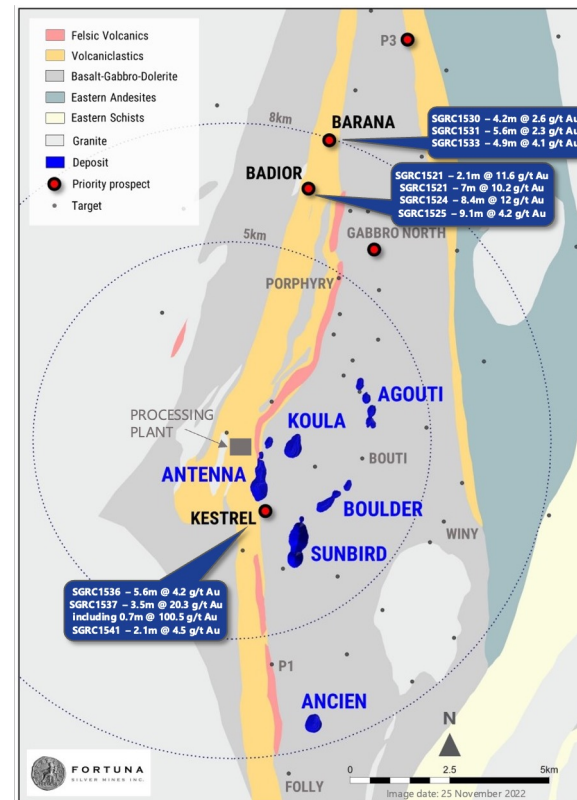 Felsic Volcanics
Volcaniclastics
Basalt-Gabbro-Dolerite
Eastern Andesites
Eastern Schists
Granite
Deposit
Priority prospect
Target
P3
8km
BARANA
SGRC1530 – 4.2m @ 2.6 g/t Au
SGRC1531 – 5.6m @ 2.3 g/t Au
SGRC1533 – 4.9m @ 4.1 g/t Au
BADIOR
SGRC1521 – 2.1m @ 11.6 g/t Au
SGRC1521 – 7m @ 10.2 g/t Au
SGRC1524 – 8.4m @ 12 g/t Au
SGRC1525 – 9.1m @ 4.2 g/t Au
5km
GABBRO NORTH
PORPHYRY
AGOUTI
PROCESSING
PLANT
KOULA
BOUTI
ANTENNA
BOULDER
KESTREL
WINY
SUNBIRD
SGRC1536 – 5.6m @ 4.2 g/t Au
SGRC1537 – 3.5m @ 20.3 g/t Au
including 0.7m @ 100.5 g/t Au
SGRC1541 – 2.1m @ 4.5 g/t Au
P1
ANCIEN
N
FOLLY
FORTUNA
SILVER MINES INC.
0 2.5 5km
Image date: 25 November 2022